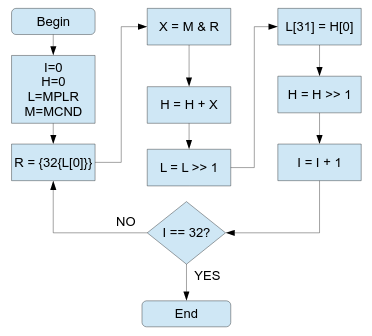 Begin
I=0
H=0
L=MPLR
M=MCND
R = {32{L[0]}}
X = M & R
H = H + X
L = L >> 1
L[31] = H[0]
H = H >> 1
I = I + 1
I == 32?
NO
YES
End